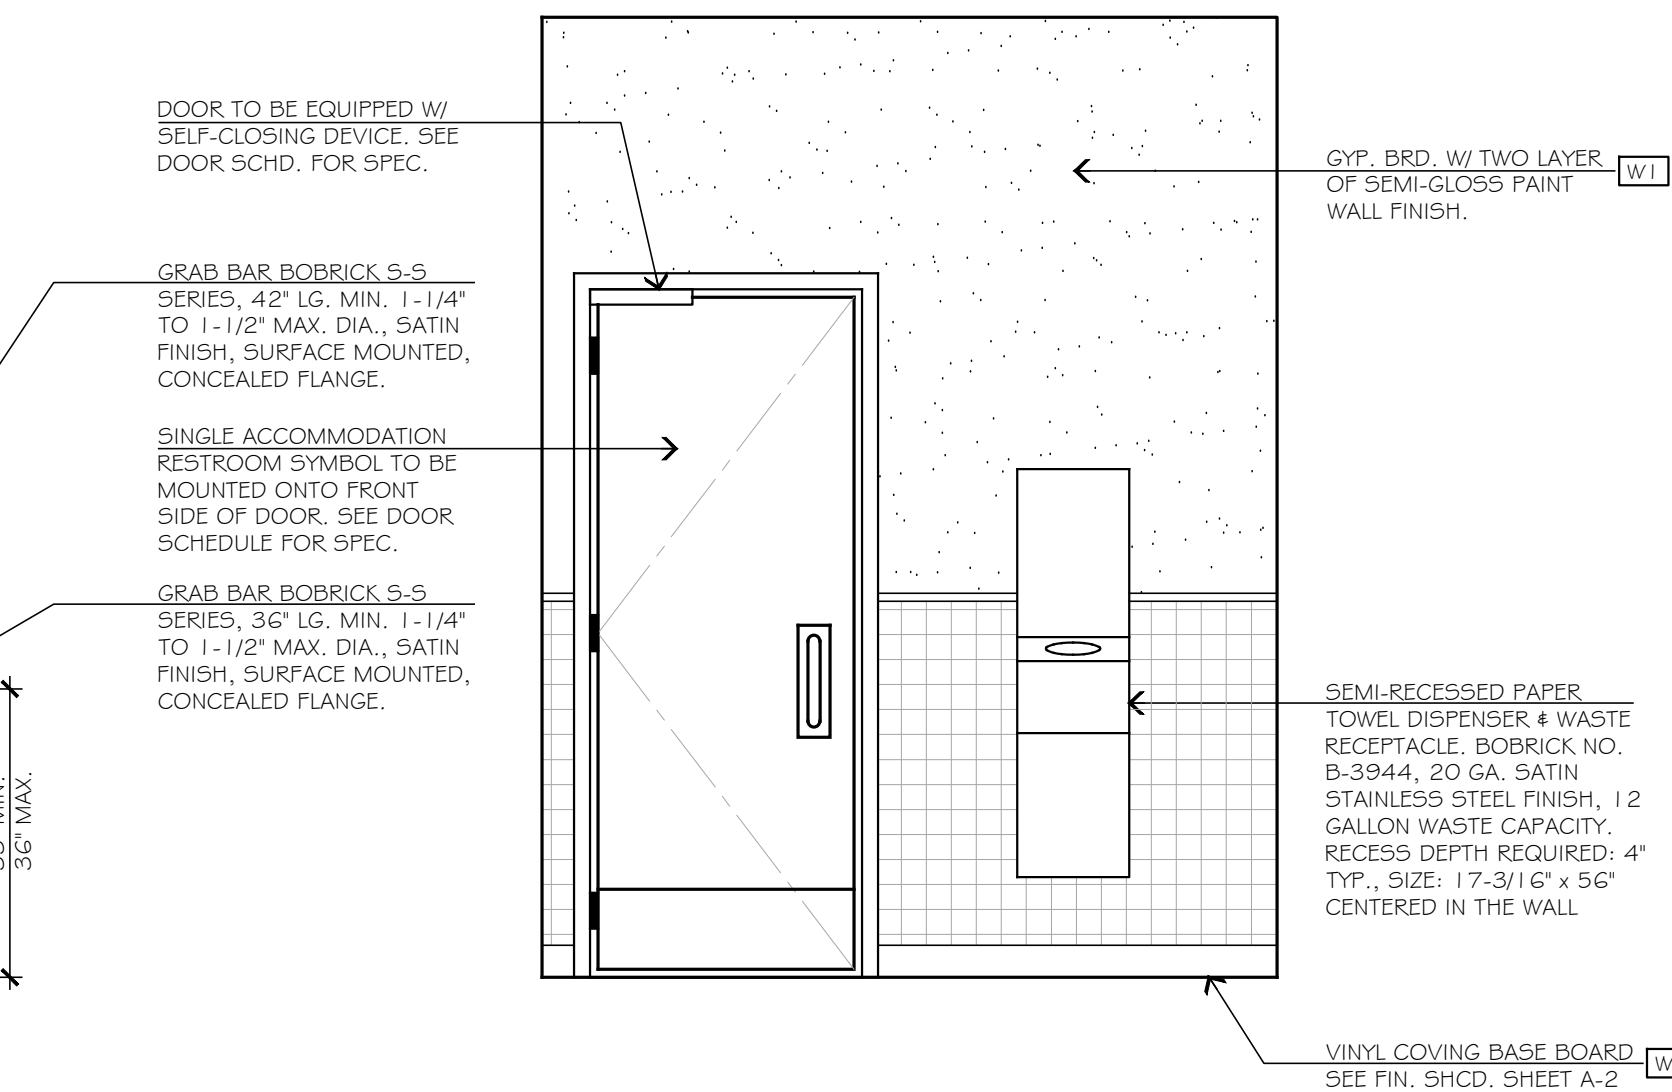 DOOR TO BE EQUIPPED W/
SELF-CLOSING DEVICE. SEE
DOOR SCHD. FOR SPEC.
GRAB BAR BOBRICK S-S
SERIES, 42" LG. MIN. 1-1/4"
TO 1-1/2" MAX. DIA., SATIN
FINISH, SURFACE MOUNTED,
CONCEALED FLANGE.
SINGLE ACCOMMODATION
RESTROOM SYMBOL TO BE
MOUNTED ONTO FRONT
SIDE OF DOOR. SEE DOOR
SCHEDULE FOR SPEC.
GRAB BAR BOBRICK S-S
SERIES, 36" LG. MIN. 1-1/4"
TO 1-1/2" MAX. DIA., SATIN
FINISH, SURFACE MOUNTED,
CONCEALED FLANGE.
MIN.
36" MAX.
GYP. BRD. W/ TWO LAYER
OF SEMI-GLOSS PAINT
WALL FINISH.
W1
SEMI-RECESSED PAPER
TOWEL DISPENSER & WASTE
RECEPTACLE. BOBRICK NO.
B-3944, 20 GA. SATIN
STAINLESS STEEL FINISH, 12
GALLON WASTE CAPACITY.
RECESS DEPTH REQUIRED: 4"
TYP., SIZE: 17-3/16" x 56"
CENTERED IN THE WALL
VINYL COVING BASE BOARD
SEE FIN. SHCD. SHEET A-2